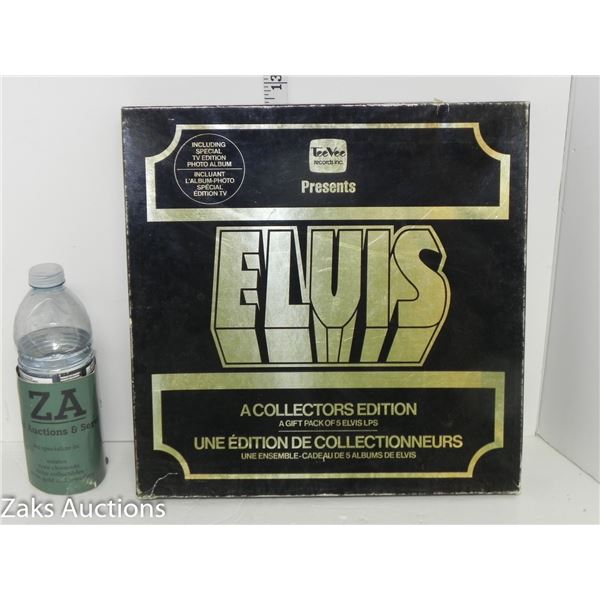 13
INCLUDING
SPECIAL
TV EDITION
PHOTO ALBUM
INCLUANT
L'ALBUM-PHOTO
SPÉCIAL
ÉDITION TV
TeeVee
records inc.
Presents
ELVIS
A COLLECTORS EDITION
A GIFT PACK OF 5 ELVIS LPS
UNE ÉDITION DE COLLECTIONNEURS
UNE ENSEMBLE-CADEAU DE 5 ALBUMS DE ELVIS
ZA
Auctions &
specialize in:
Zaks Auctions